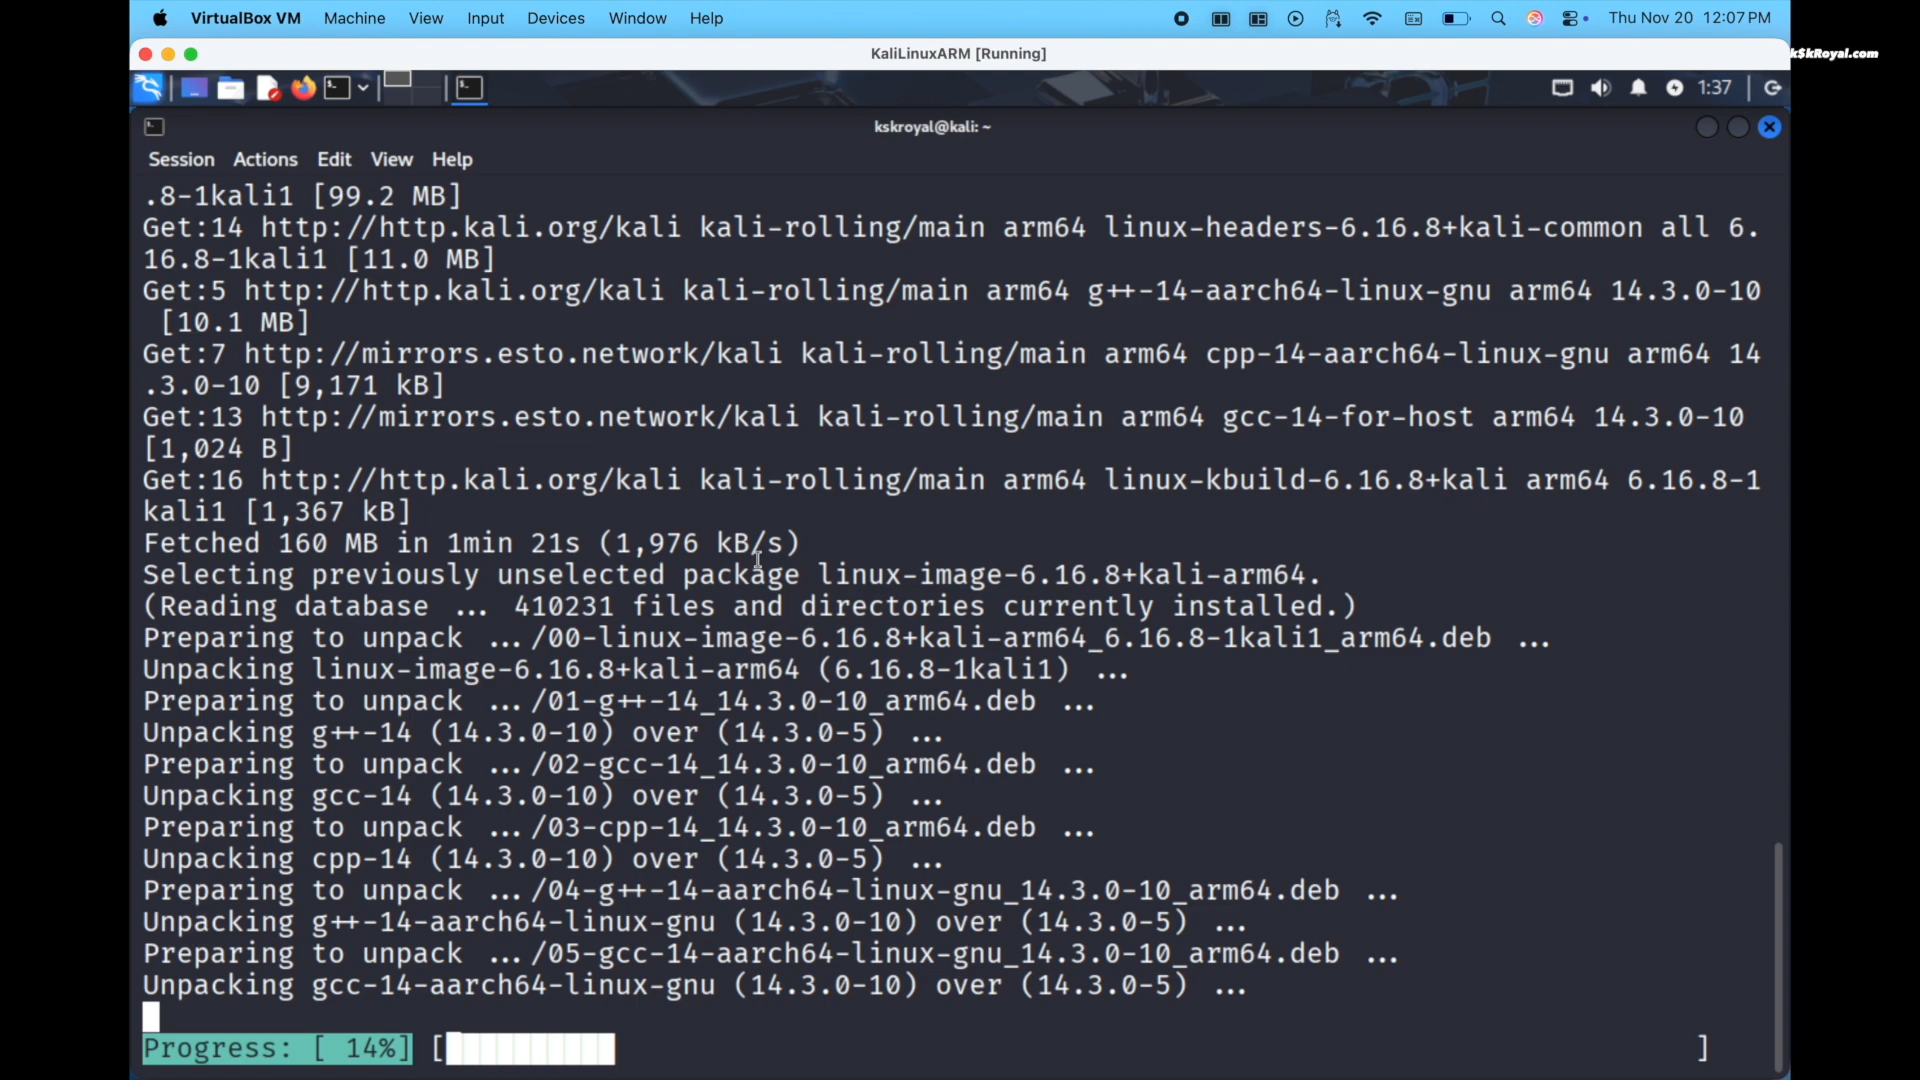 VirtualBox VM Machine View Input Devices Window Help Thu Nov 20 12:07 PM
KaliLinuxARM [Running]
k$kRoyal.com
1:37
kskroyal@kali: ~
Session Actions Edit View Help
.8-1kali1 [99.2 MB]
Get:14 http://http.kali.org/kali kali-rolling/main arm64 linux-headers-6.16.8+kali-common all 6.
16.8-1kali1 [11.0 MB]
Get:5 http://http.kali.org/kali kali-rolling/main arm64 g++-14-aarch64-linux-gnu arm64 14.3.0-10
[10.1 MB]
Get:7 http://mirrors.esto.network/kali kali-rolling/main arm64 cpp-14-aarch64-linux-gnu arm64 14
.3.0-10 [9,171 kB]
Get:13 http://mirrors.esto.network/kali kali-rolling/main arm64 gcc-14-for-host arm64 14.3.0-10
[1,024 B]
Get:16 http://http.kali.org/kali kali-rolling/main arm64 linux-kbuild-6.16.8+kali arm64 6.16.8-1
kali1 [1,367 kB]
Fetched 160 MB in 1min 21s (1,976 kB/s)
Selecting previously unselected package linux-image-6.16.8+kali-arm64.
(Reading database ... 410231 files and directories currently installed.)
Preparing to unpack .../00-linux-image-6.16.8+kali-arm64_6.16.8-1kali1_arm64.deb ...
Unpacking linux-image-6.16.8+kali-arm64 (6.16.8-1kali1) ...
Preparing to unpack .../01-g++-14_14.3.0-10_arm64.deb ...
Unpacking g++-14 (14.3.0-10) over (14.3.0-5) ...
Preparing to unpack .../02-gcc-14_14.3.0-10_arm64.deb ...
Unpacking gcc-14 (14.3.0-10) over (14.3.0-5) ...
Preparing to unpack .../03-cpp-14_14.3.0-10_arm64.deb ...
Unpacking cpp-14 (14.3.0-10) over (14.3.0-5) ...
Preparing to unpack .../04-g++-14-aarch64-linux-gnu_14.3.0-10_arm64.deb ...
Unpacking g++-14-aarch64-linux-gnu (14.3.0-10) over (14.3.0-5) ...
Preparing to unpack .../05-gcc-14-aarch64-linux-gnu_14.3.0-10_arm64.deb ...
Unpacking gcc-14-aarch64-linux-gnu (14.3.0-10) over (14.3.0-5) ...
Progress: [ 14%] [ ]